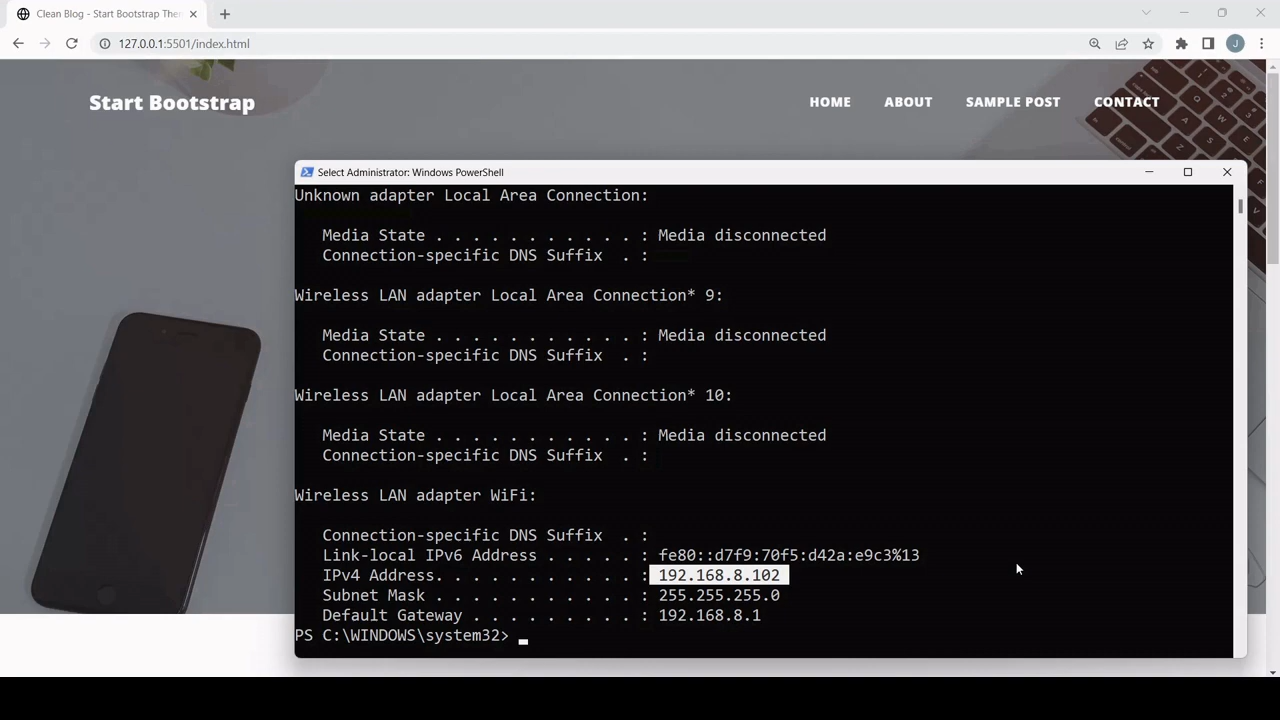 Clean Blog - Start Bootstrap The
127.0.0.1:5501/index.html
J
Start Bootstrap
HOME ABOUT SAMPLE POST CONTACT
Select Administrator: Windows PowerShell
Unknown adapter Local Area Connection:
Media State . . . . . . . . . . . : Media disconnected
Connection-specific DNS Suffix . :
Wireless LAN adapter Local Area Connection* 9:
Media State . . . . . . . . . . . : Media disconnected
Connection-specific DNS Suffix . :
Wireless LAN adapter Local Area Connection* 10:
Media State . . . . . . . . . . . : Media disconnected
Connection-specific DNS Suffix . :
Wireless LAN adapter WiFi:
Connection-specific DNS Suffix . :
Link-local IPv6 Address . . . . . : fe80::d7f9:70f5:d42a:e9c3%13
IPv4 Address. . . . . . . . . . . : 192.168.8.102
Subnet Mask . . . . . . . . . . . : 255.255.255.0
Default Gateway . . . . . . . . . : 192.168.8.1
PS C:\WINDOWS\system32>